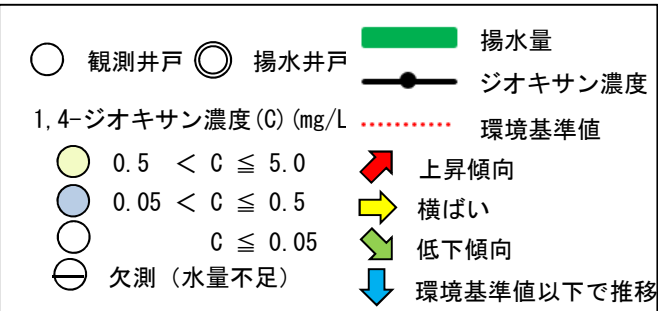 観測井戸 揚水井戸
1,4-ジオキサン濃度(C)(mg/L
0.5 < C ≦ 5.0
0.05 < C ≦ 0.5
C ≦ 0.05
欠測（水量不足）
揚水量
ジオキサン濃度
環境基準値
上昇傾向
横ばい
低下傾向
環境基準値以下で推移